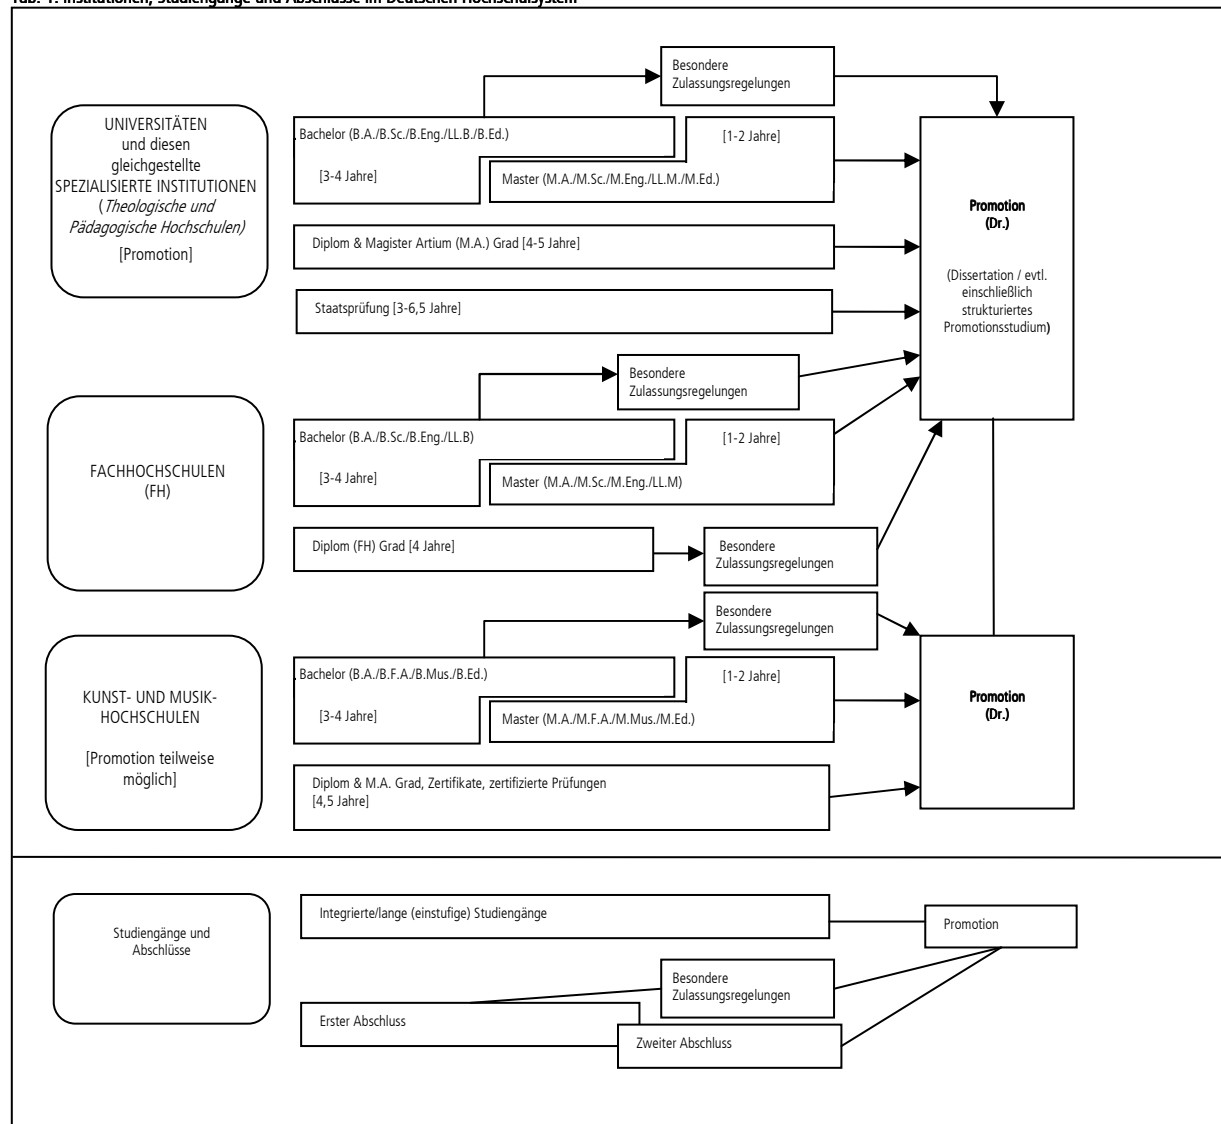 Tab. 1: Institutionen, Studiengänge und Abschlüsse im Deutschen Hochschulsystem
UNIVERSITÄTEN
und diesen
gleichgestellte
SPEZIALISIERTE INSTITUTIONEN
(Theologische und
Pädagogische Hochschulen)
[Promotion]
Besondere
Zulassungsregelungen
Bachelor (B.A./B.Sc./B.Eng./LL.B./B.Ed.)
[3-4 Jahre]
[1-2 Jahre]
Master (M.A./M.Sc./M.Eng./LL.M./M.Ed.)
Diplom & Magister Artium (M.A.) Grad [4-5 Jahre]
Staatsprüfung [3-6,5 Jahre]
Promotion
(Dr.)
(Dissertation / evtl.
einschließlich
strukturiertes
Promotionsstudium)
FACHHOCHSCHULEN
(FH)
Besondere
Zulassungsregelungen
Bachelor (B.A./B.Sc./B.Eng./LL.B)
[3-4 Jahre]
[1-2 Jahre]
Master (M.A./M.Sc./M.Eng./LL.M)
Diplom (FH) Grad [4 Jahre]
Besondere
Zulassungsregelungen
KUNST- UND MUSIK-
HOCHSCHULEN
[Promotion teilweise
möglich]
Besondere
Zulassungsregelungen
Bachelor (B.A./B.F.A./B.Mus./B.Ed.)
[3-4 Jahre]
[1-2 Jahre]
Master (M.A./M.F.A./M.Mus./M.Ed.)
Diplom & M.A. Grad, Zertifikate, zertifizierte Prüfungen
[4,5 Jahre]
Promotion
(Dr.)
Studiengänge und
Abschlüsse
Integrierte/lange (einstufige) Studiengänge
Promotion
Besondere
Zulassungsregelungen
Erster Abschluss
Zweiter Abschluss